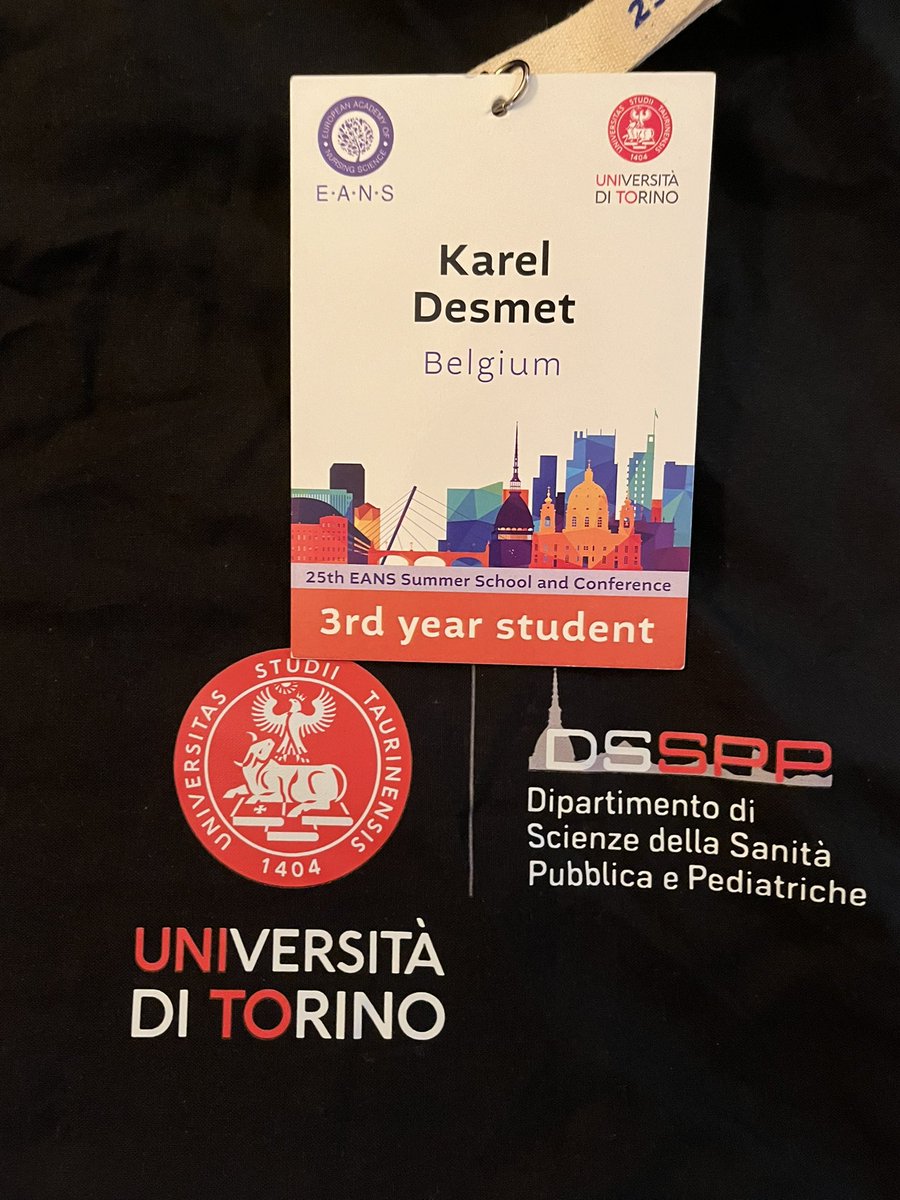 EUROPEAN ACADEMY OF NURSING SCIENCE
E·A·N·S
UNIVERSITAS STUDII TAURINENSIS
1404
UNIVERSITÀ
DI TORINO
Karel
Desmet
Belgium
25th EANS Summer School and Conference
3rd year student
UNIVERSITAS STUDII TAURINENSIS
1404
UNIVERSITÀ
DI TORINO
DSSPP
Dipartimento di
Scienze della Sanità
Pubblica e Pediatriche